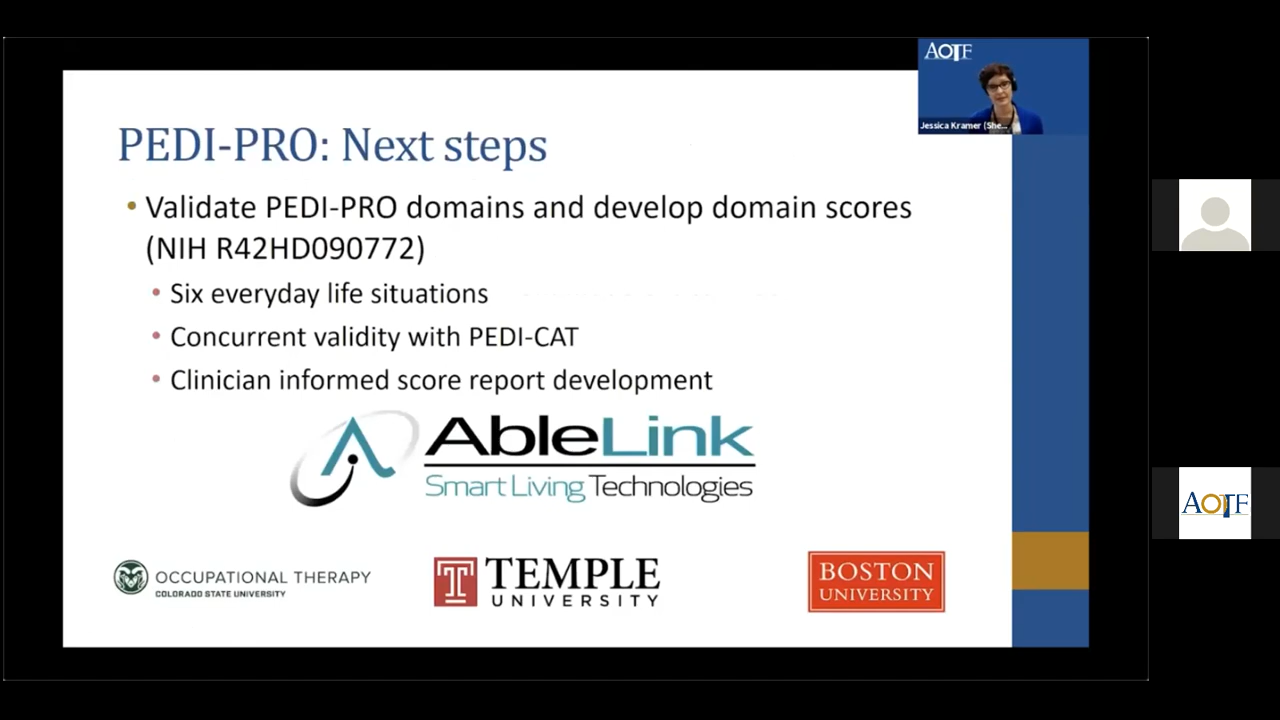 AOTF
Jessica Kramer (She...
PEDI-PRO: Next steps
• Validate PEDI-PRO domains and develop domain scores
(NIH R42HD090772)
• Six everyday life situations
• Concurrent validity with PEDI-CAT
• Clinician informed score report development
AbleLink
Smart Living Technologies
OCCUPATIONAL THERAPY
COLORADO STATE UNIVERSITY
TEMPLE
UNIVERSITY
BOSTON
UNIVERSITY
AOTF